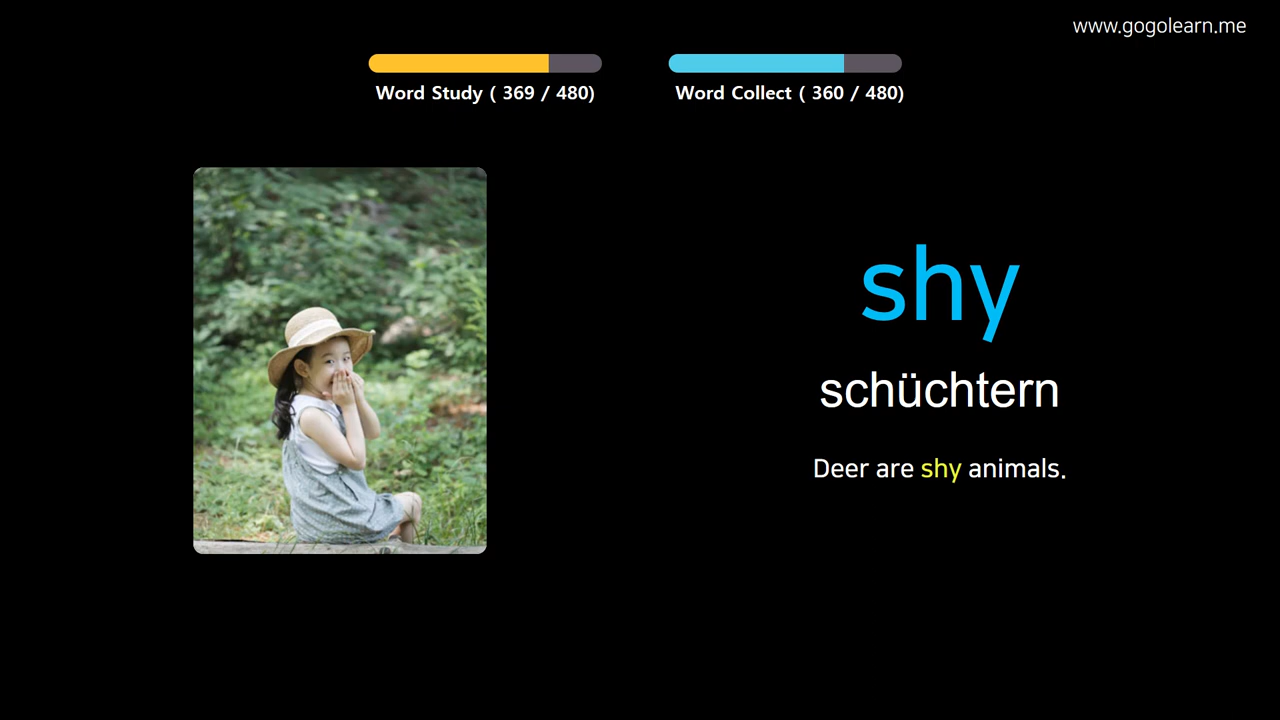 www.gogolearn.me
Word Study ( 369 / 480)
Word Collect ( 360 / 480)
shy
schüchtern
Deer are shy animals.